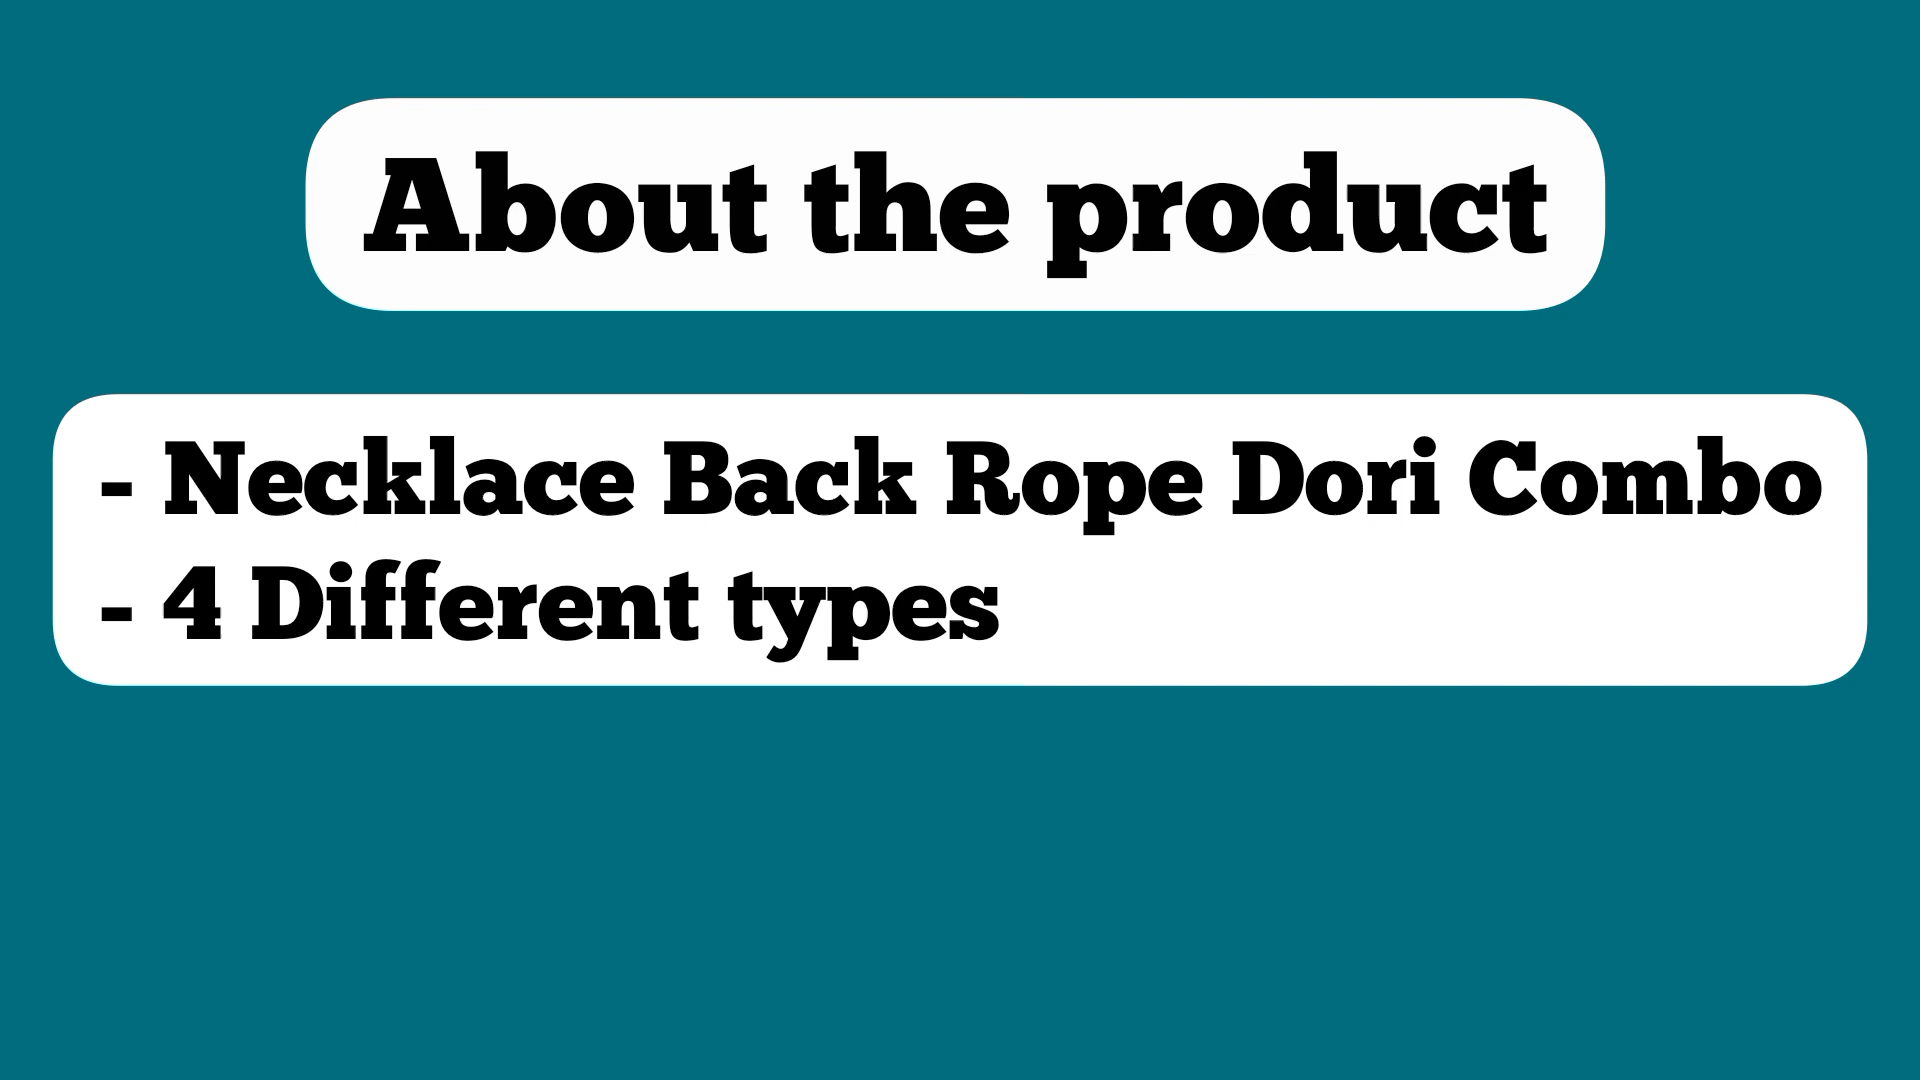 About the product
- Necklace Back Rope Dori Combo
- 4 Different types